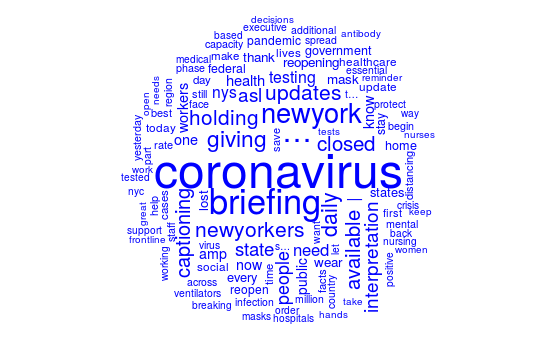 decisions
executive additional antibody
based pandemic spread
capacity make thank lives government
medical reopening healthcare
phase federal essential
day health testing mask reminder
still nys asl updates t... update
open needs region workers face holding newyork know protect
best giving … closed stay way
yesterday today one save tests begin
part rate home nurses
work coronavirus distancing
tested states
nyc cases lost briefing daily crisis
great help captioning newyorkers available | interpretation first keep
support staff virus state s... need want let mental
frontline amp people back
working social now public wear nursing
across every time facts country women
ventilators reopen million take positive
breaking infection order
masks hospitals hands